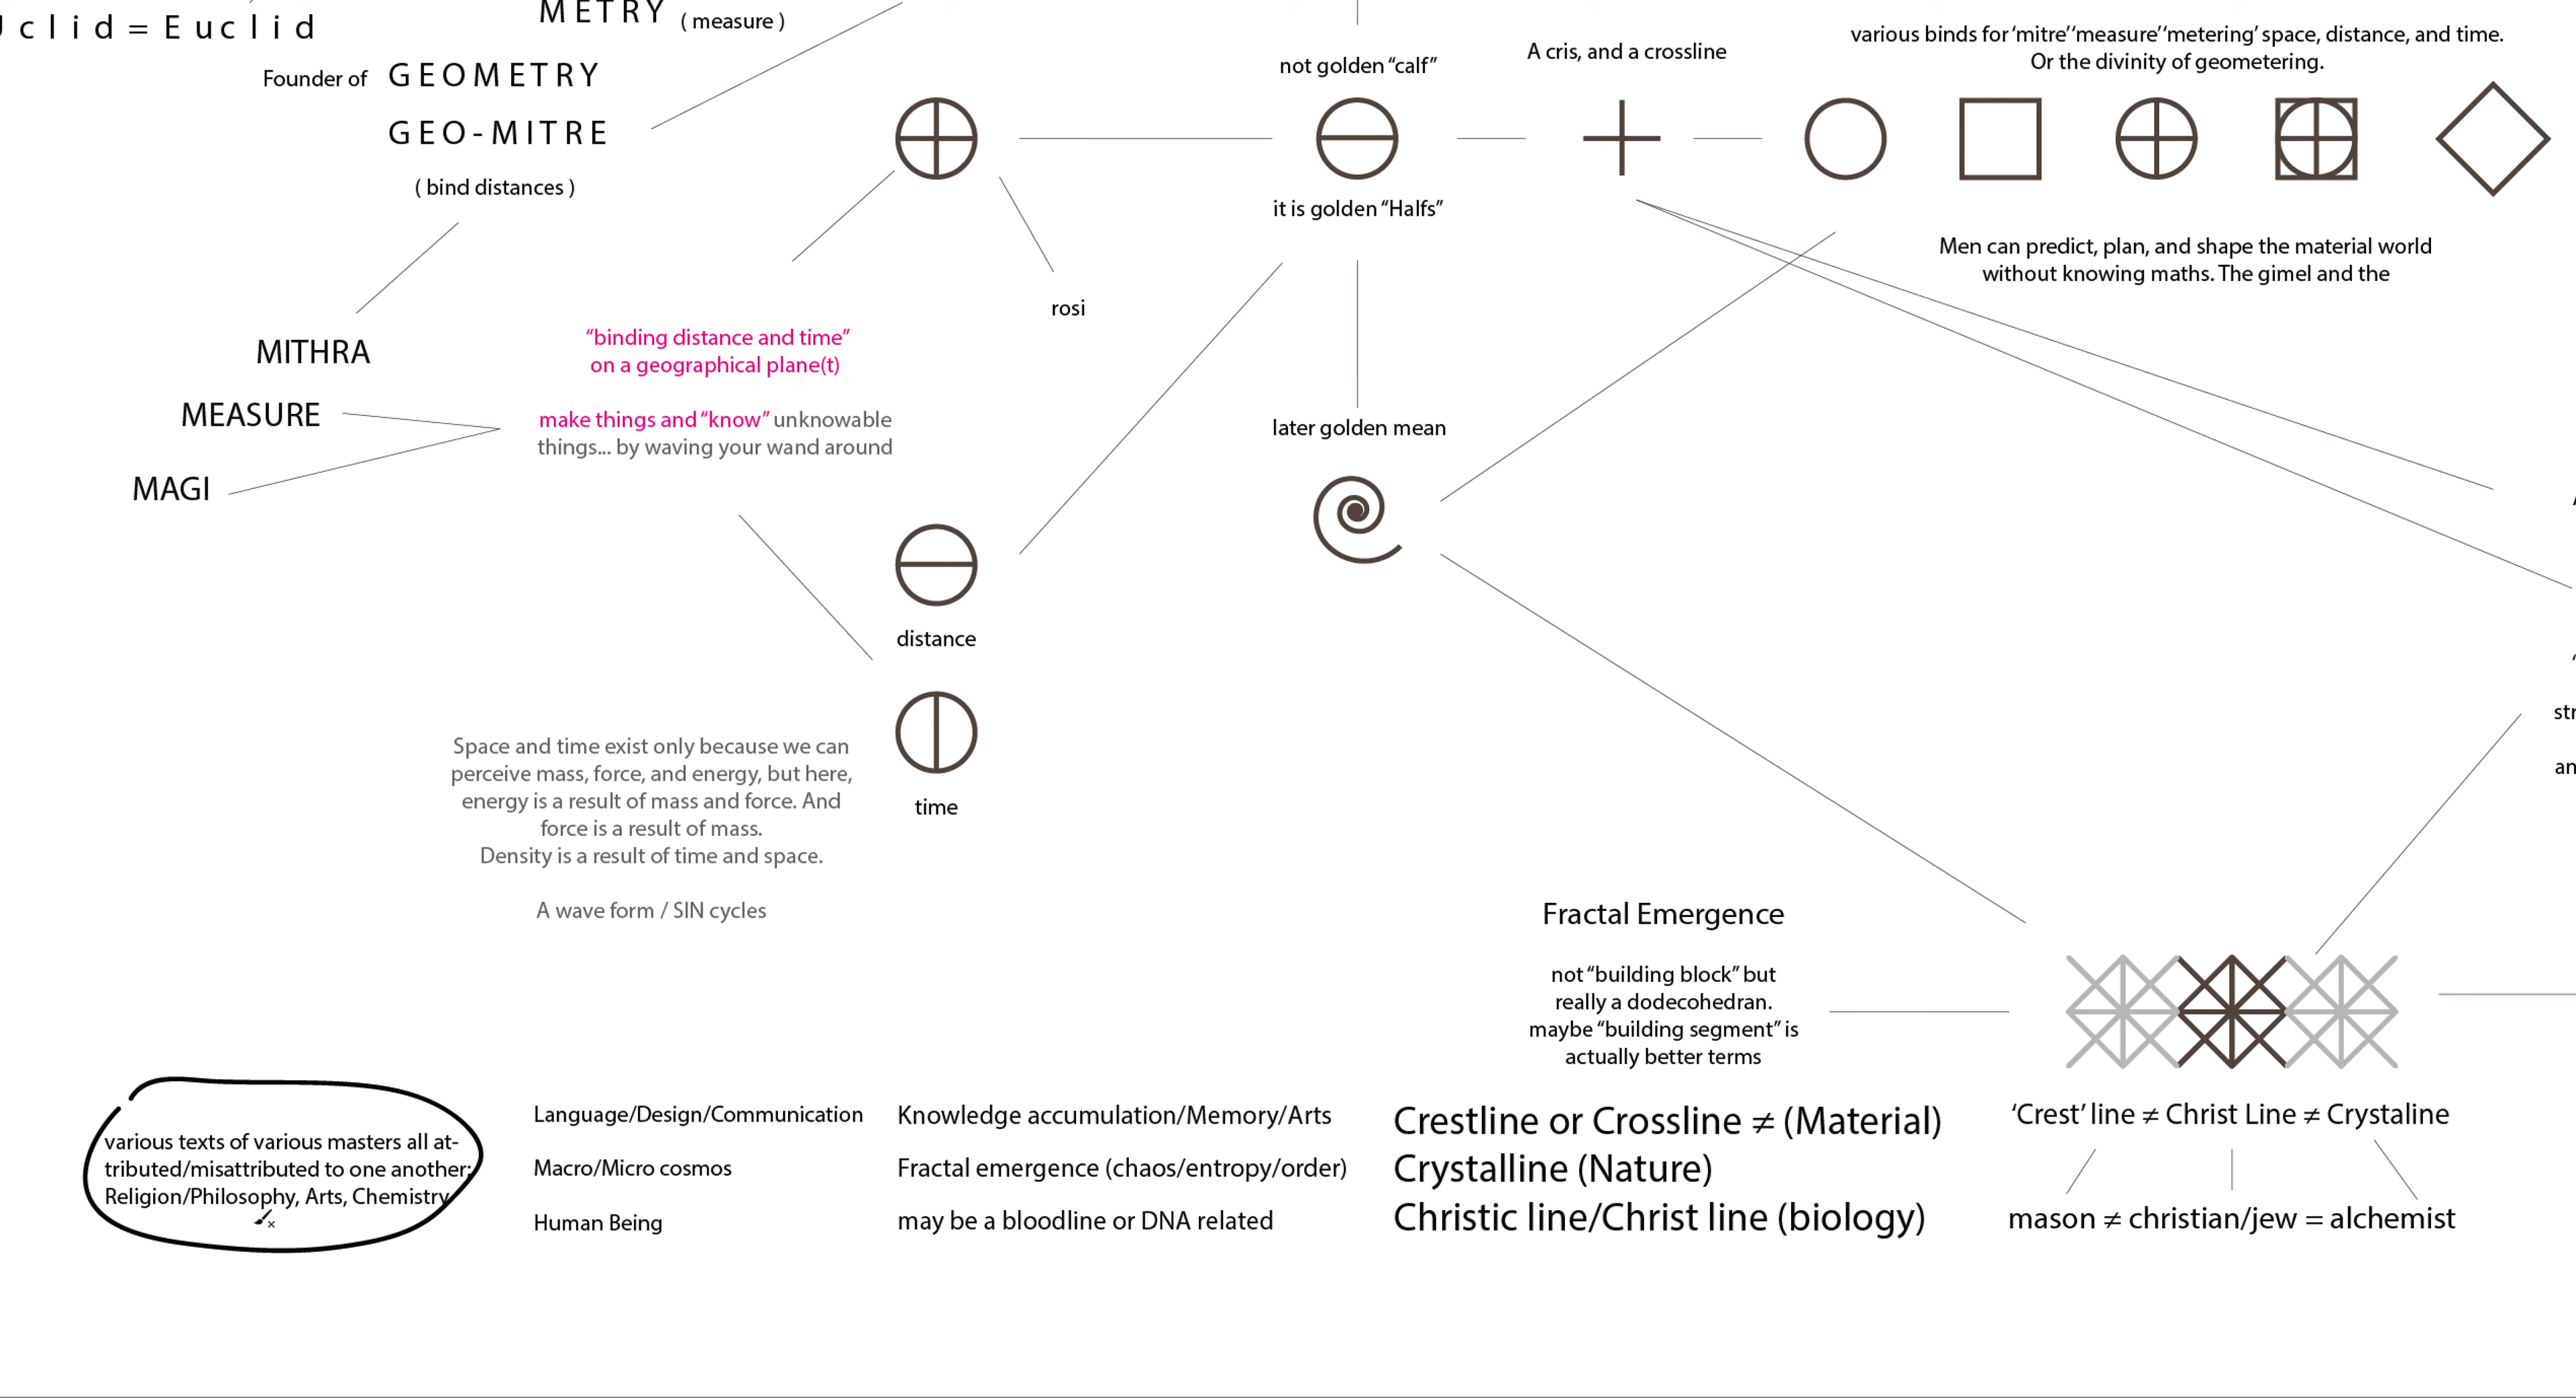 clid = Euclid
METRY ( measure )
Founder of GEOMETRY
GEO-MITRE
( bind distances )
MITHRA
MEASURE
MAGI
"binding distance and time"
on a geographical plane(t)
make things and "know" unknowable
things... by waving your wand around
rosi
not golden "calf"
it is golden "Halfs"
later golden mean
A cris, and a crossline
various binds for 'mitre' 'measure' 'metering' space, distance, and time.
Or the divinity of geometering.
Men can predict, plan, and shape the material world
without knowing maths. The gimel and the
distance
time
Space and time exist only because we can
perceive mass, force, and energy, but here,
energy is a result of mass and force. And
force is a result of mass.
Density is a result of time and space.
A wave form / SIN cycles
str
an
Fractal Emergence
not "building block" but
really a dodecohedran.
maybe "building segment" is
actually better terms
various texts of various masters all at-
tributed/misattributed to one another;
Religion/Philosophy, Arts, Chemistry
Language/Design/Communication
Macro/Micro cosmos
Human Being
Knowledge accumulation/Memory/Arts
Fractal emergence (chaos/entropy/order)
may be a bloodline or DNA related
Crestline or Crossline ≠ (Material)
Crystalline (Nature)
Christic line/Christ line (biology)
'Crest' line ≠ Christ Line ≠ Crystaline
mason ≠ christian/jew = alchemist